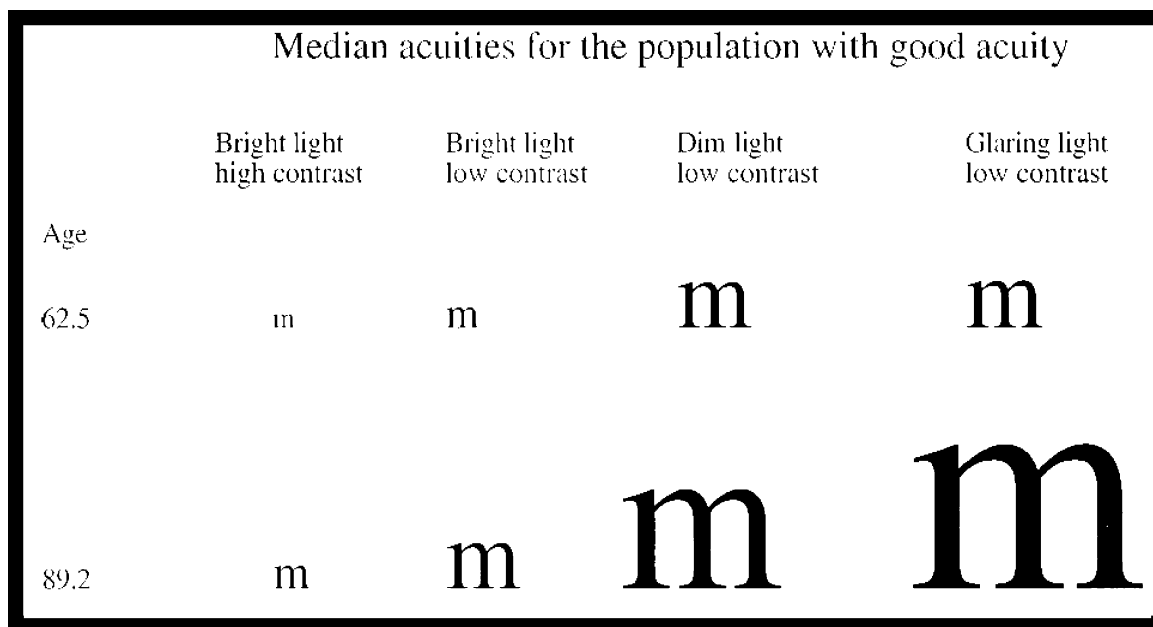 Median acuities for the population with good acuity
Bright light Bright light Dim light Glaring light
high contrast low contrast low contrast low contrast
Age
62.5 m m m m
89.2 m m m m